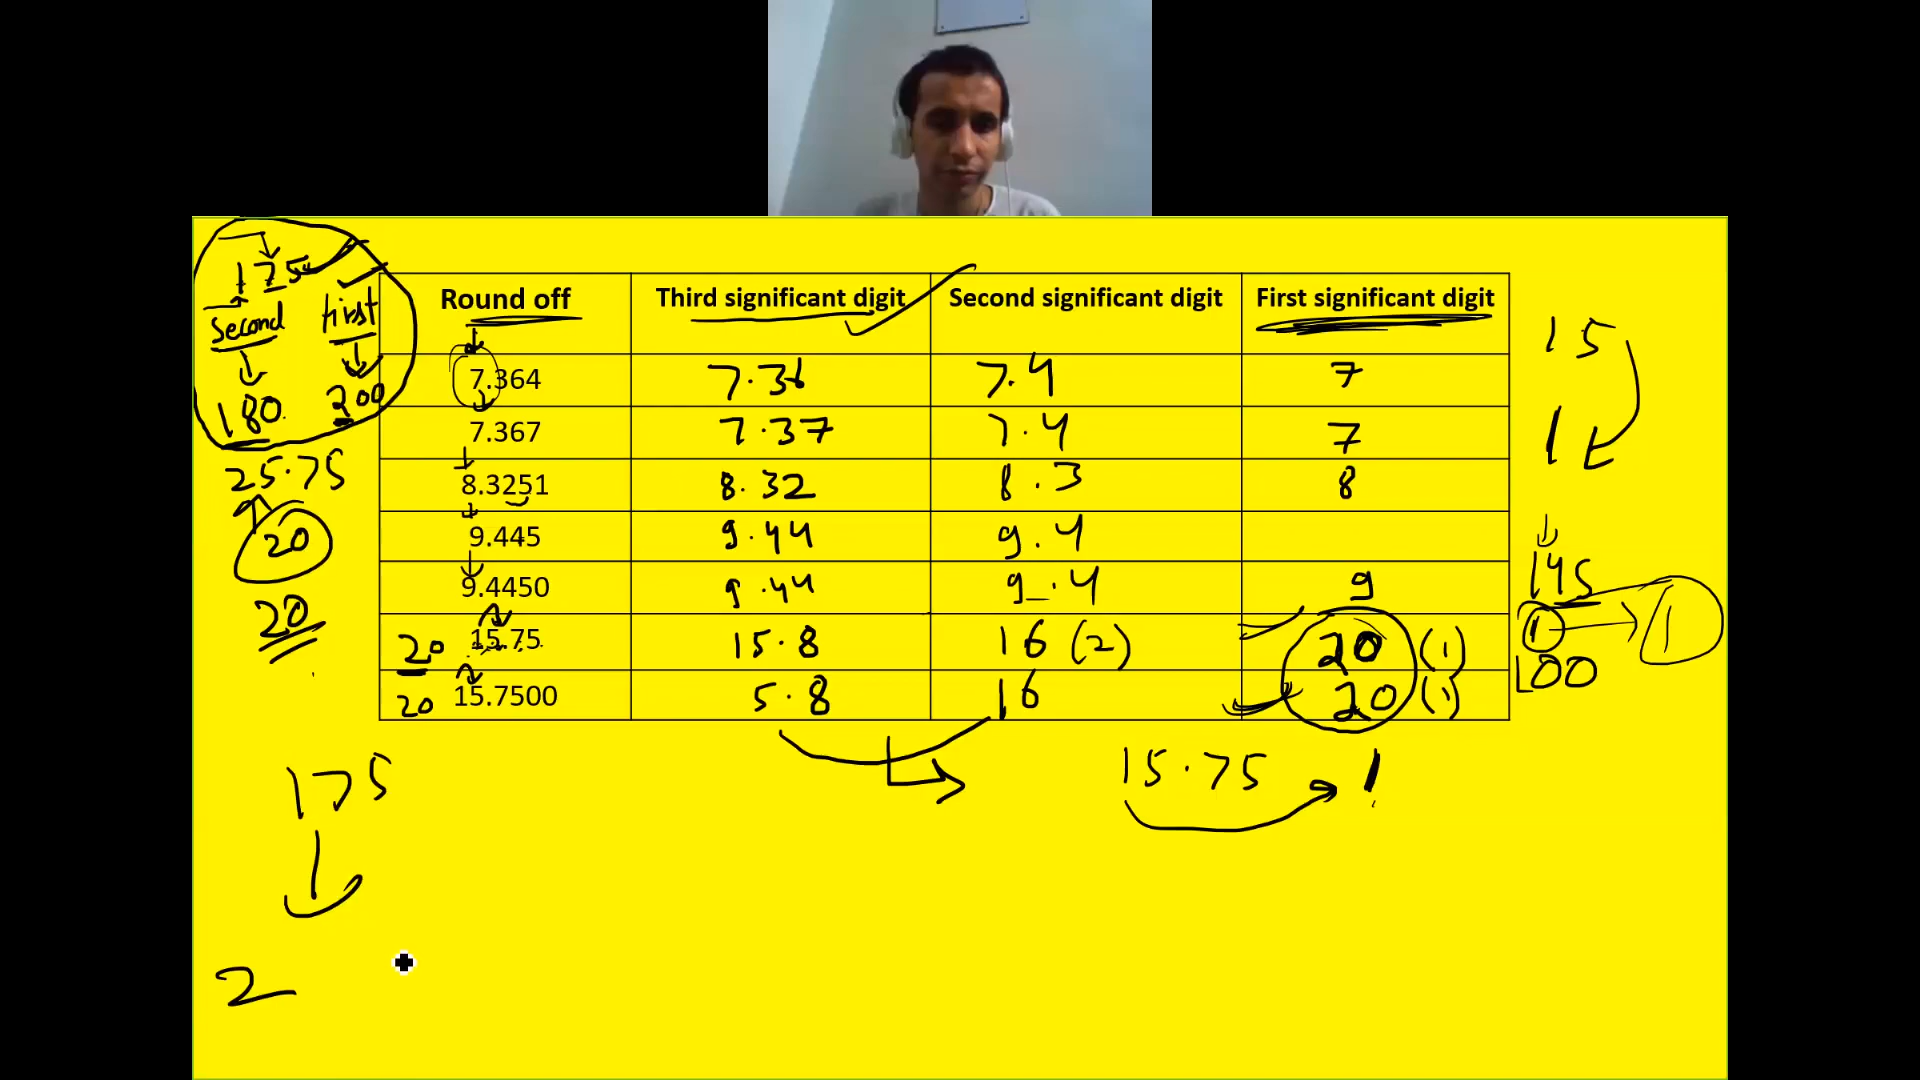 175
Second First
180. 200
25.75
20
20
Round off Third significant digit Second significant digit First significant digit
7.364 7.36 7.4 7
7.367 7.37 7.4 7
8.3251 8.32 8.3 8
9.445 9.44 9.4
9.4450 9.44 9.4 9
20 15.75 15.8 16 (2) 20 (1)
20 15.7500 5.8 16 20 (1)
15
1
145
1 1
100
175
2
15.75 1